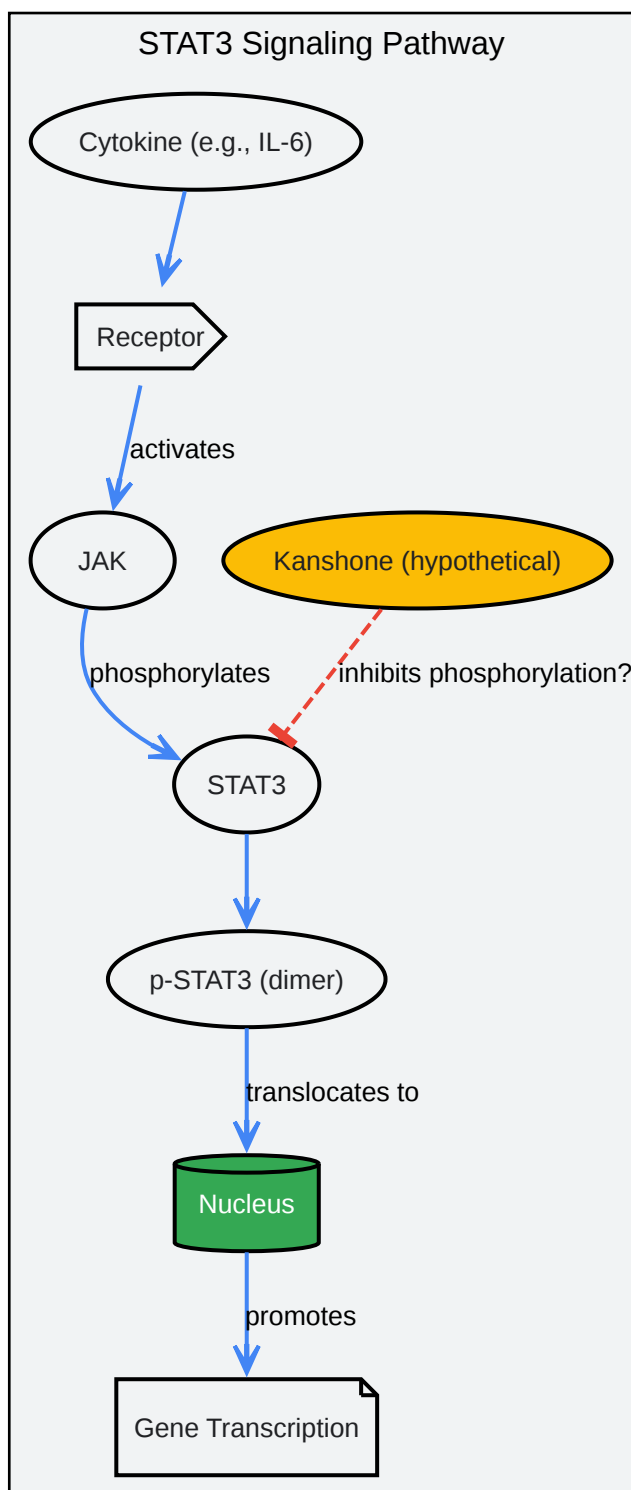 STAT3 Signaling Pathway
Cytokine (e.g., IL-6)
Receptor
activates
JAK
Kanshone (hypothetical)
phosphorylates
inhibits phosphorylation?
STAT3
p-STAT3 (dimer)
translocates to
Nucleus
promotes
Gene Transcription